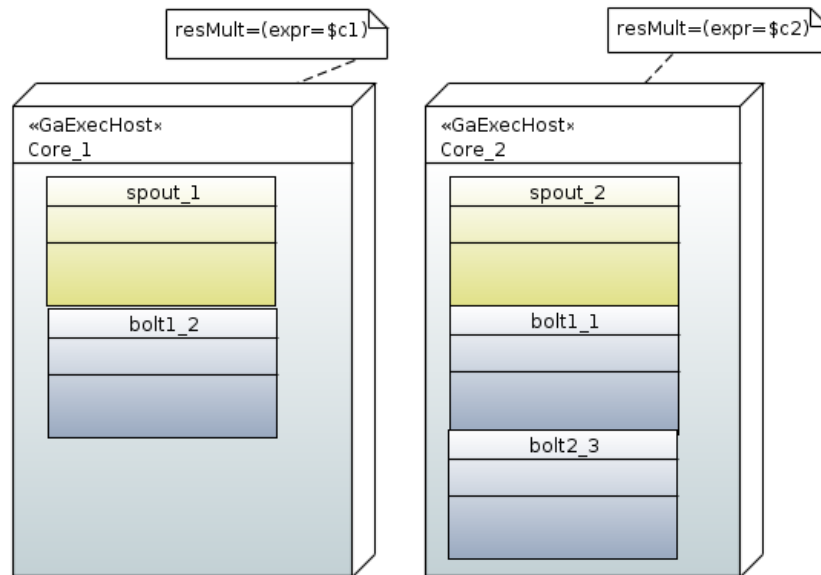 resMult=(expr=$c1)
«GaExecHost»
Core_1
spout_1
bolt1_2
resMult=(expr=$c2)
«GaExecHost»
Core_2
spout_2
bolt1_1
bolt2_3